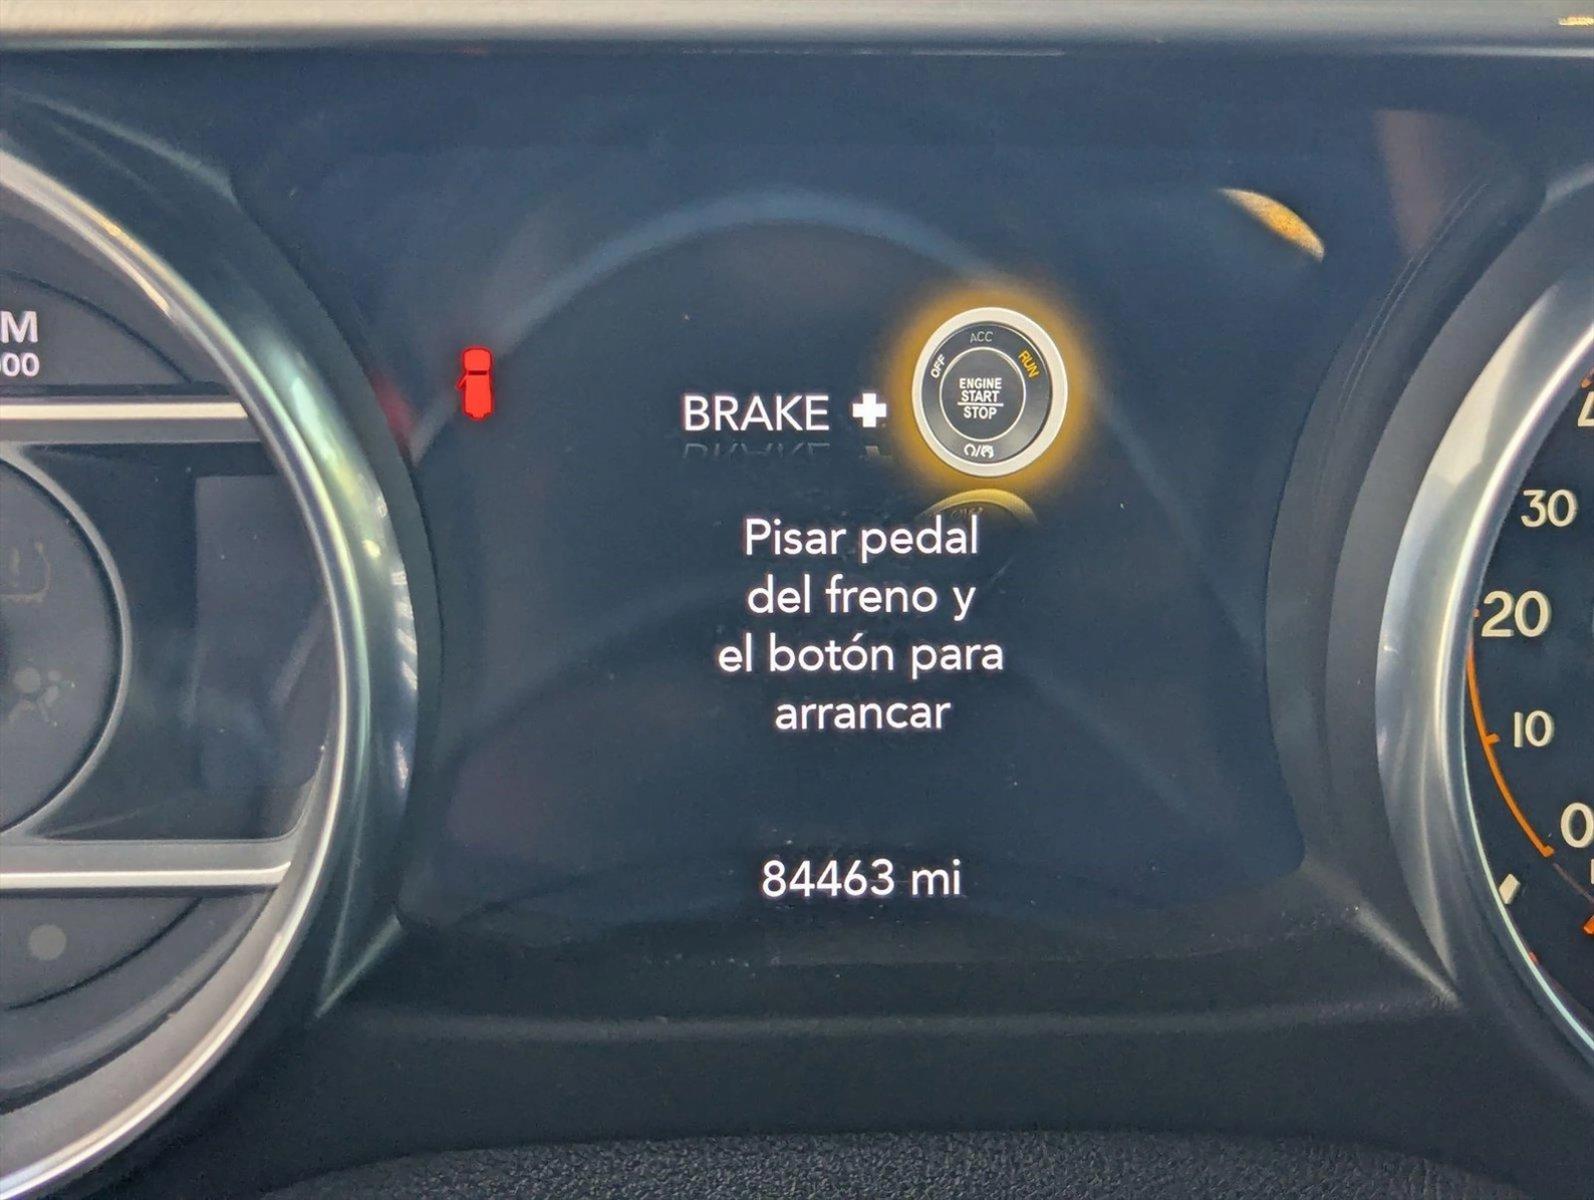 M
00
ACC
OFF
RUN
ENGINE
START
STOP
BRAKE +
Pisar pedal
del freno y
el botón para
arrancar
84463 mi
30
20
10
0